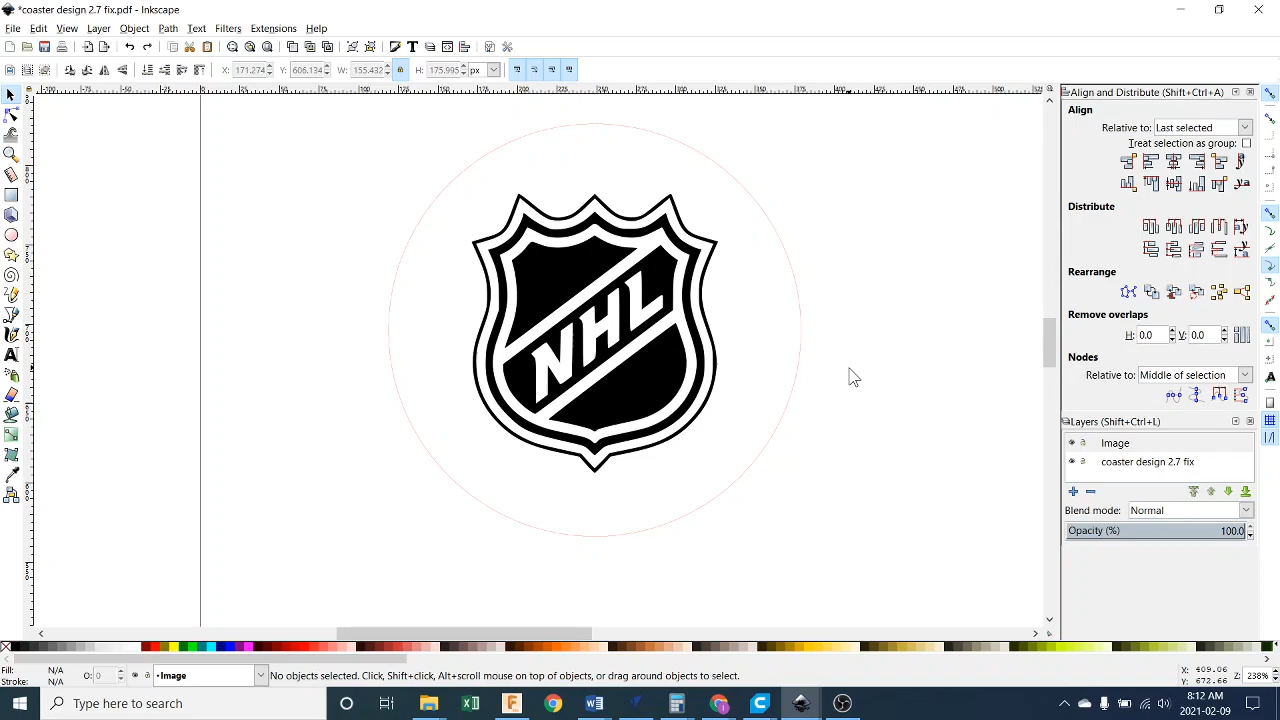 *coaster design 2.7 fix.pdf - Inkscape
File Edit View Layer Object Path Text Filters Extensions Help
X: 171.274 Y: 606.134 W: 155.432 H: 175.995 px
Align and Distribute (Shift+Ctrl+A)
Align
Relative to: Last selected
Treat selection as group:
Distribute
Rearrange
Remove overlaps
H: 0.0 V: 0.0
Nodes
Relative to: Middle of selection
Layers (Shift+Ctrl+L)
Image
coaster design 2.7 fix
Blend mode: Normal
Opacity (%) 100.0
NHL
Fill: N/A
Stroke: N/A
O: 0
Image
No objects selected. Click, Shift+click, Alt+scroll mouse on top of objects, or drag around objects to select.
X: 409.06
Y: 672.66
238%
Type here to search
8:12 AM
2021-02-09